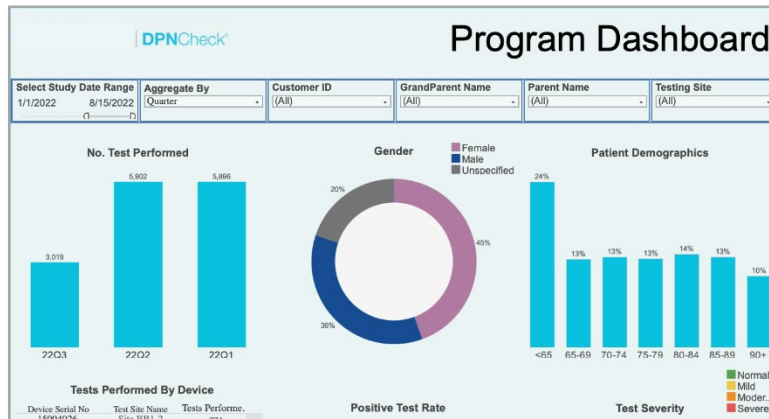 DPNCheck®
Program Dashboard
Select Study Date Range
1/1/2022 8/15/2022
Aggregate By
Quarter
Customer ID
(All)
GrandParent Name
(All)
Parent Name
(All)
Testing Site
(All)
No. Test Performed
5,902
5,896
3,019
22Q3 22Q2 22Q1
Gender
Female
Male
Unspecified
20%
45%
36%
Patient Demographics
24%
13% 13% 13% 14% 13%
10%
<65 65-69 70-74 75-79 80-84 85-89 90+
Tests Performed By Device
Device Serial No Test Site Name Tests Performe.
Positive Test Rate
Test Severity
Normal
Mild
Moder..
Severe